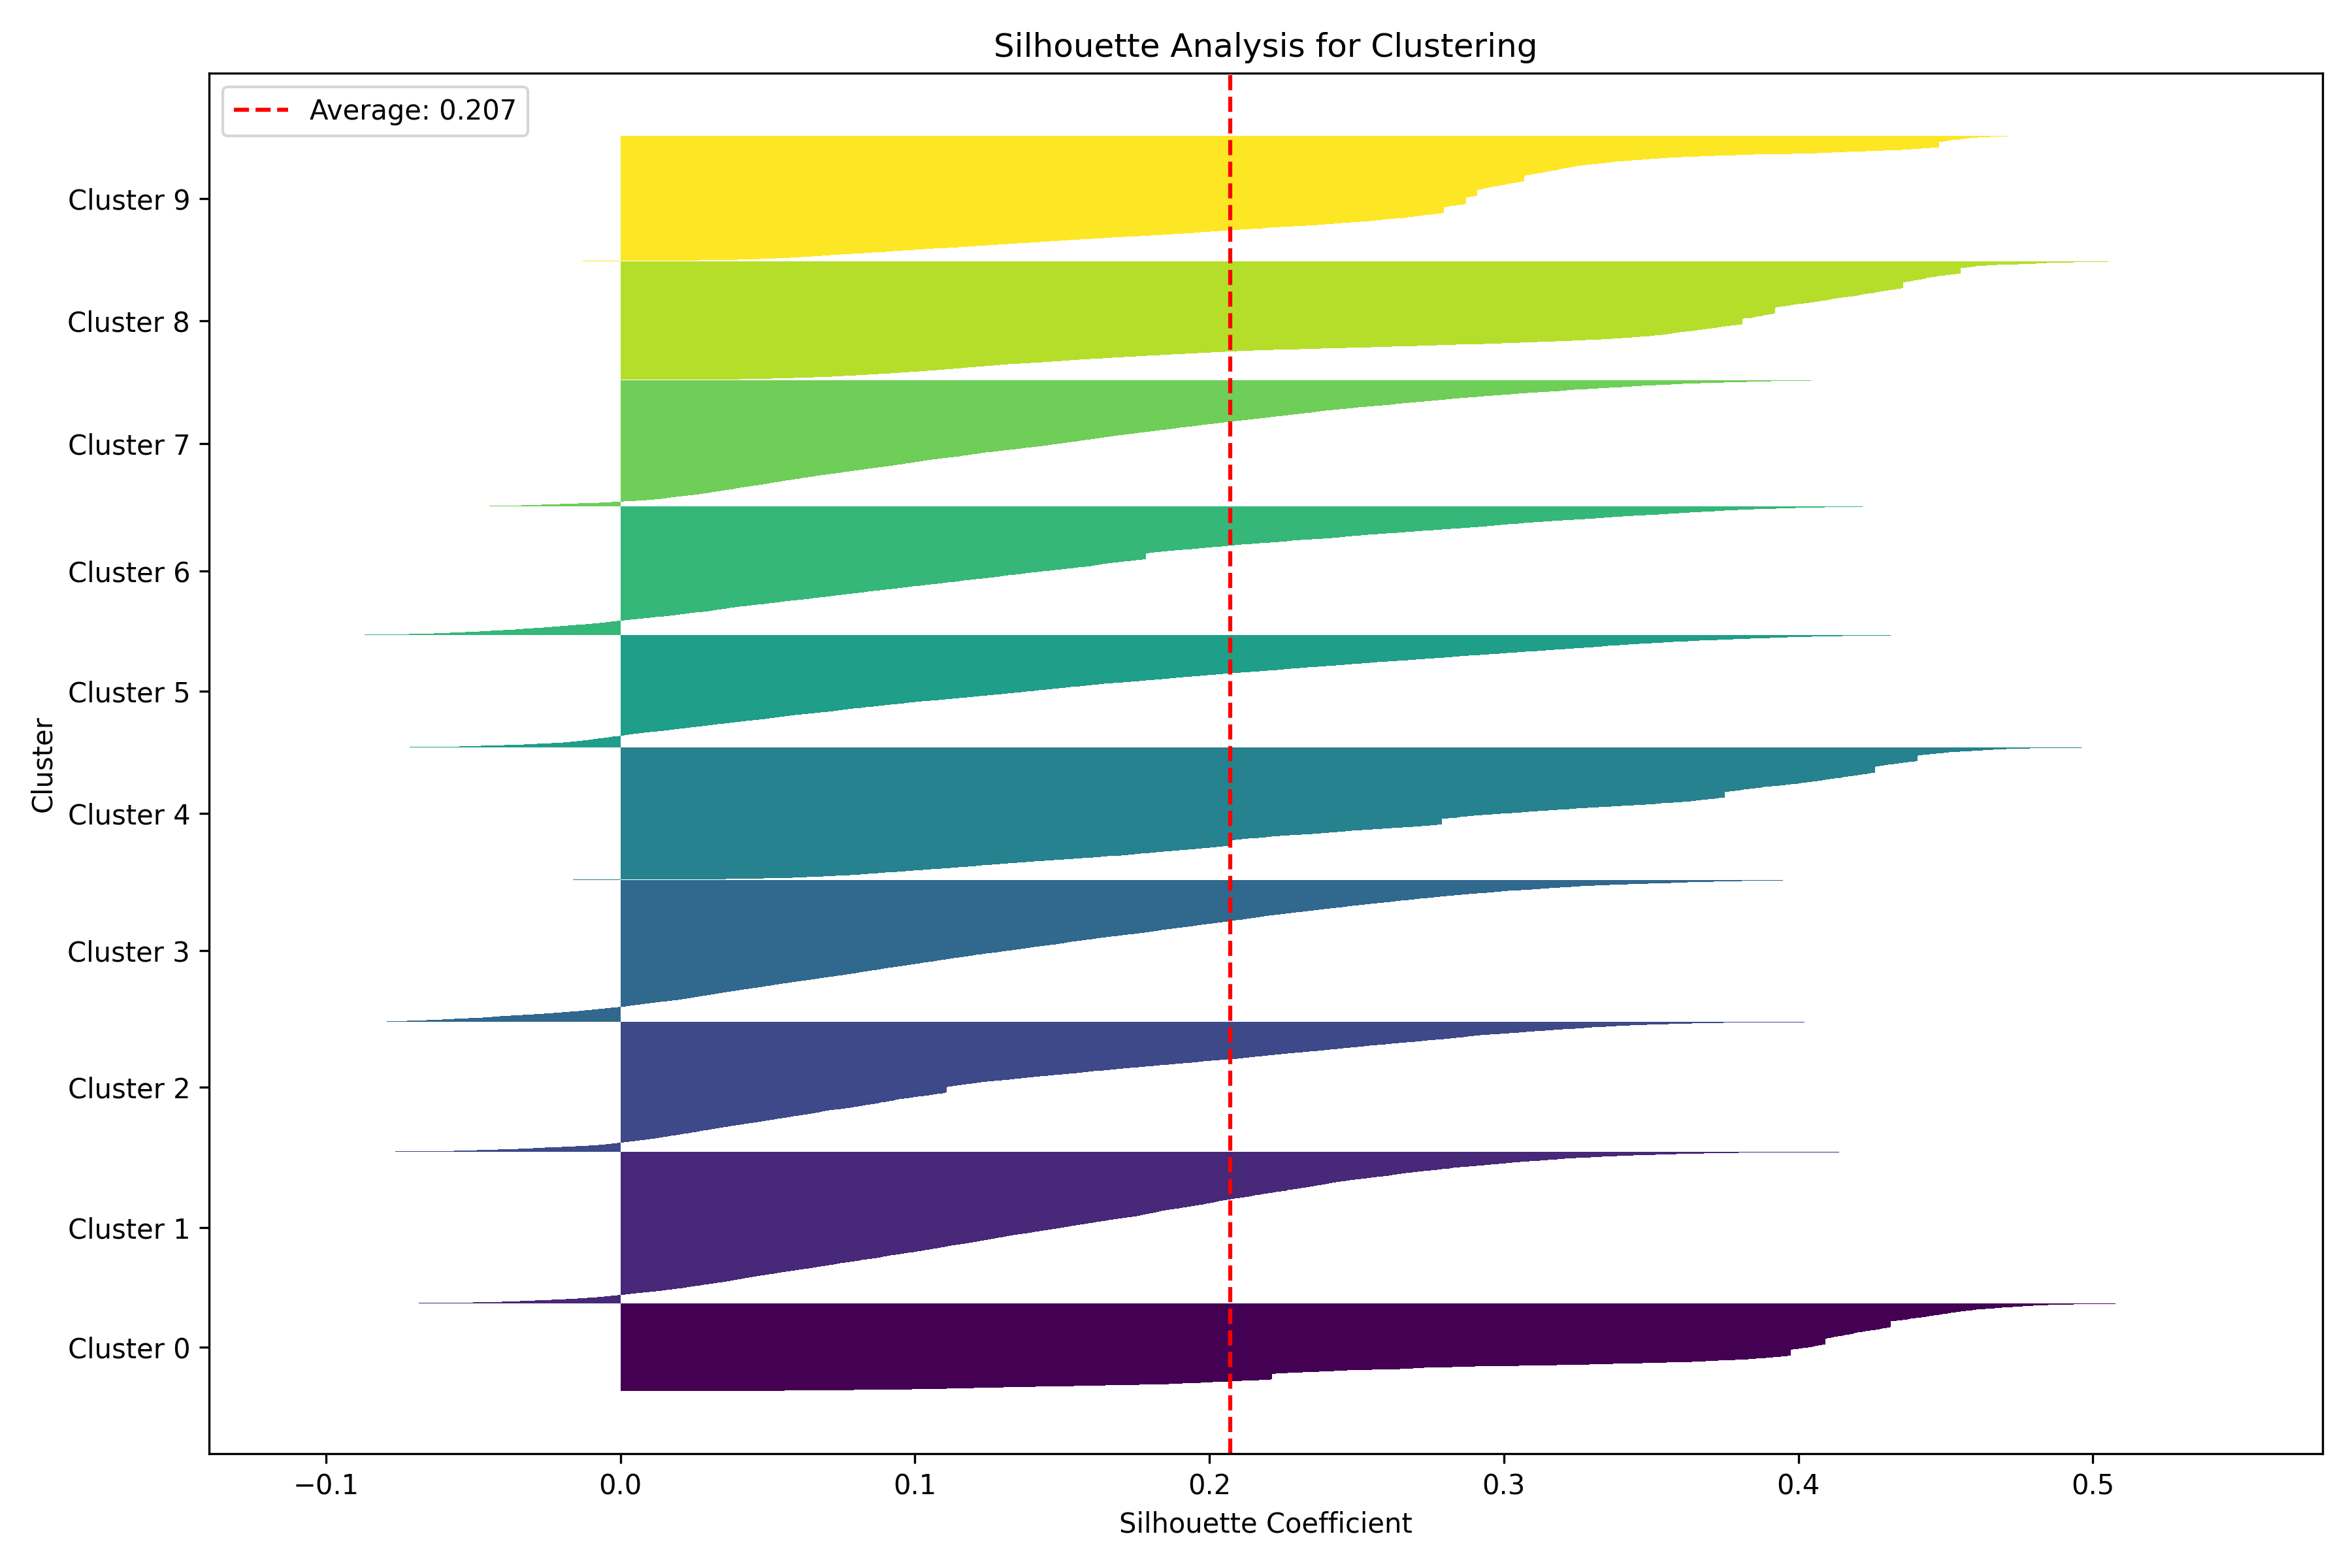 Silhouette Analysis for Clustering
Average: 0.207
Cluster 9
Cluster 8
Cluster 7
Cluster 6
Cluster 5
Cluster 4
Cluster 3
Cluster 2
Cluster 1
Cluster 0
Cluster
−0.1 0.0 0.1 0.2 0.3 0.4 0.5
Silhouette Coefficient